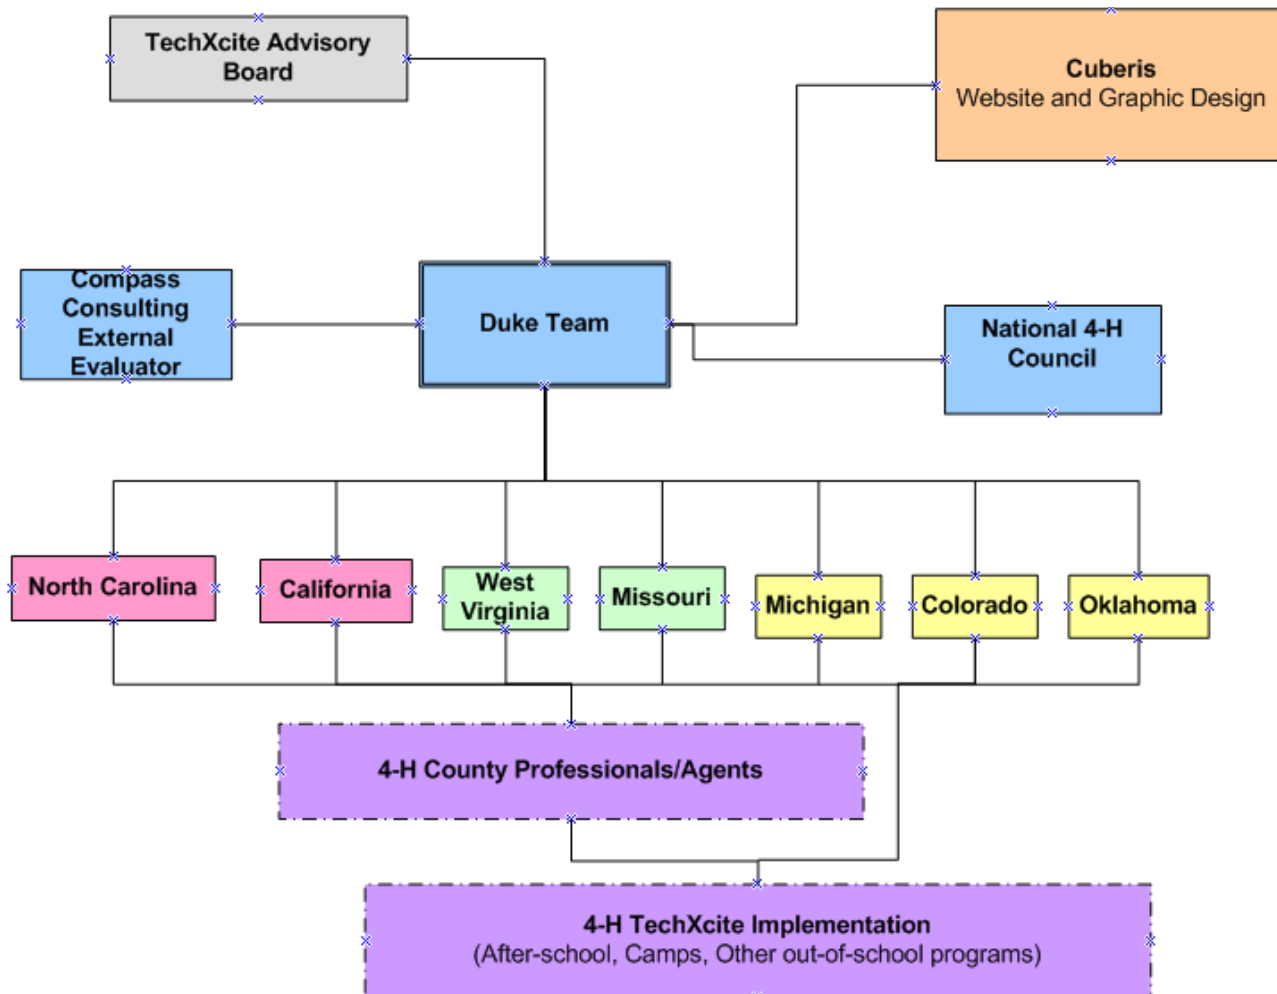 TechXcite Advisory
Board
Cuberis
Website and Graphic Design
Compass
Consulting
External
Evaluator
Duke Team
National 4-H
Council
North Carolina
California
West
Virginia
Missouri
Michigan
Colorado
Oklahoma
4-H County Professionals/Agents
4-H TechXcite Implementation
(After-school, Camps, Other out-of-school programs)